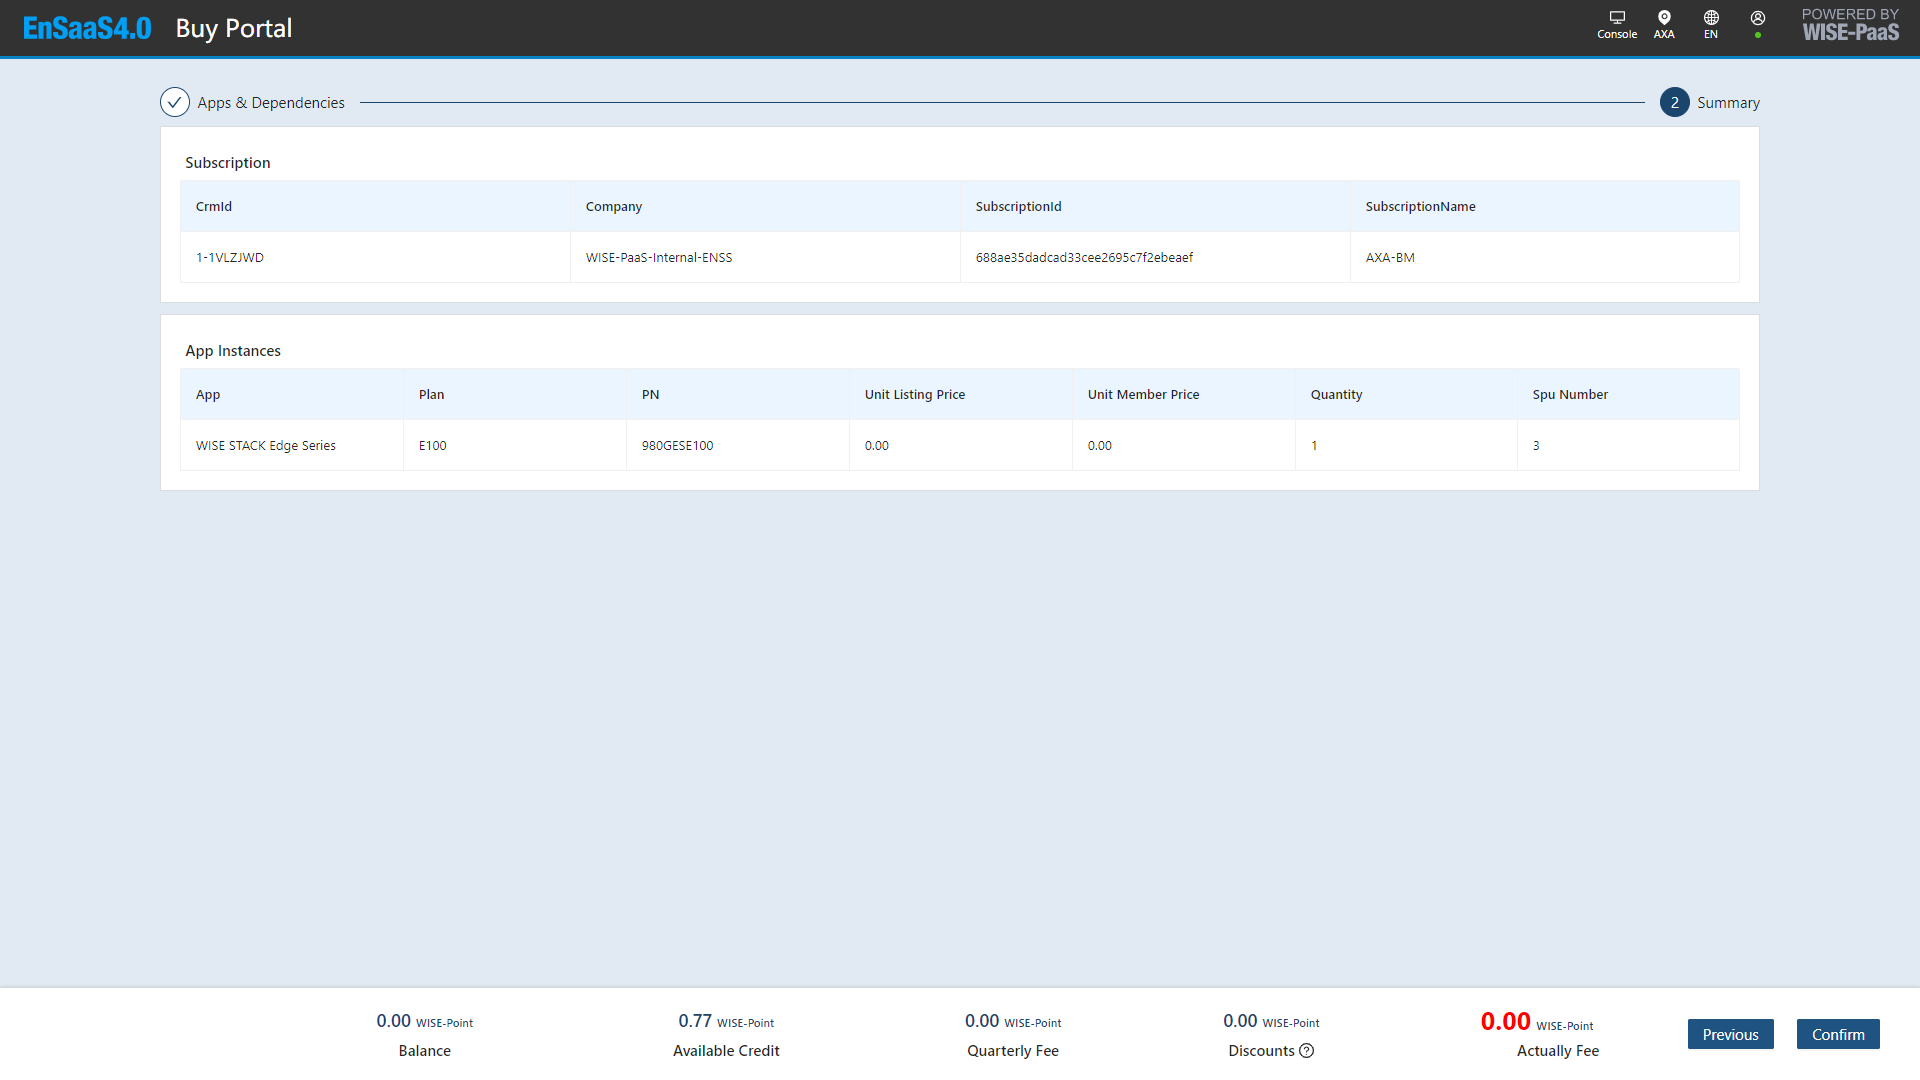 EnSaaS4.0 Buy Portal
Console AXA EN
POWERED BY
WISE-PaaS
Apps & Dependencies
2 Summary
Subscription
CrmId Company SubscriptionId SubscriptionName
1-1VLZJWD WISE-PaaS-Internal-ENSS 688ae35dadcad33cee2695c7f2ebeaef AXA-BM
App Instances
App Plan PN Unit Listing Price Unit Member Price Quantity Spu Number
WISE STACK Edge Series E100 980GESE100 0.00 0.00 1 3
0.00 WISE-Point 0.77 WISE-Point 0.00 WISE-Point 0.00 WISE-Point 0.00 WISE-Point
Balance Available Credit Quarterly Fee Discounts ? Actually Fee
Previous Confirm